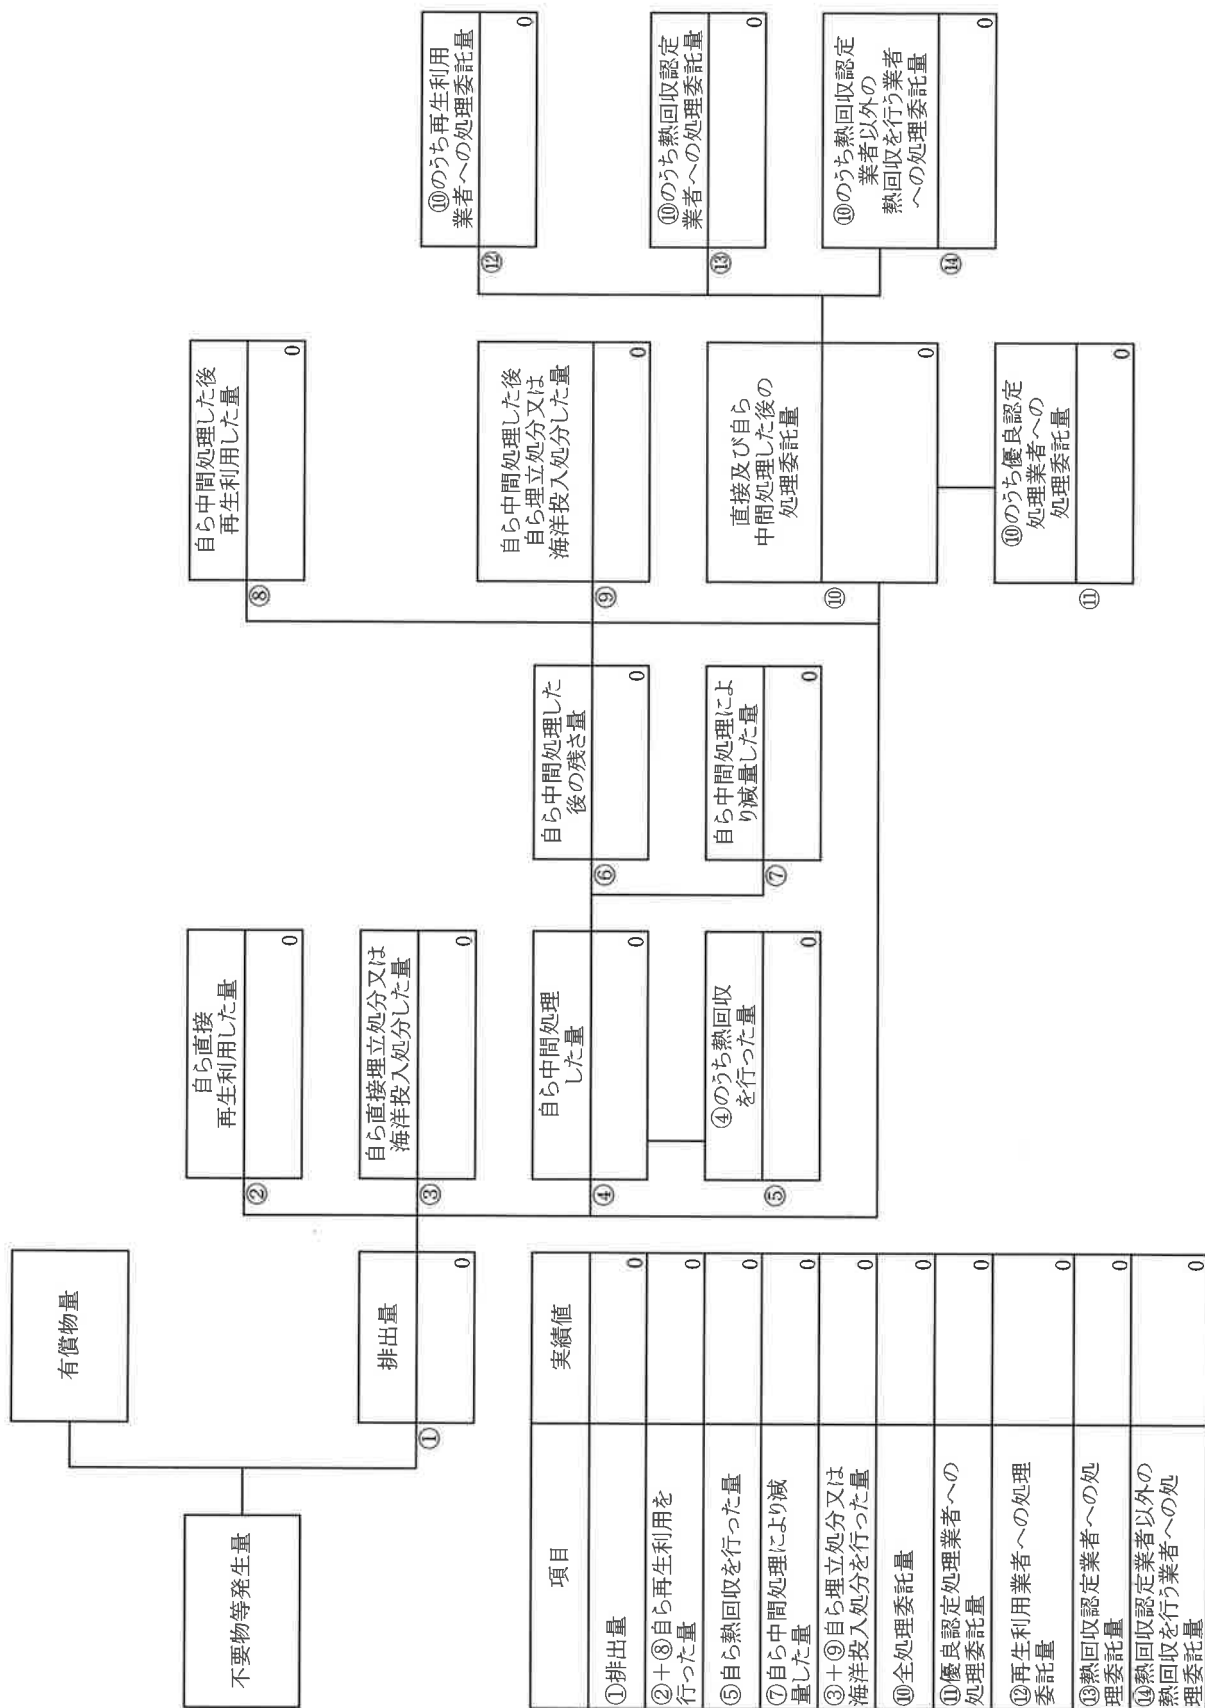 不要物等発生量
有償物量
排出量
①
0
②
自ら直接
再生利用した量
0
③
自ら直接埋立処分又は
海洋投入処分した量
0
④
自ら中間処理
した量
0
⑤
④のうち熱回収
を行った量
0
⑥
自ら中間処理した
後の残さ量
0
⑦
自ら中間処理によ
り減量した量
0
⑧
自ら中間処理した後
再生利用した量
0
⑨
自ら中間処理した後
自ら埋立処分又は
海洋投入処分した量
0
⑩
直接及び自ら
中間処理した後の
処理委託量
0
⑪
⑩のうち優良認定
処理業者への
処理委託量
0
⑫
⑩のうち再生利用
業者への処理委託量
0
⑬
⑩のうち熱回収認定
業者への処理委託量
0
⑭
⑩のうち熱回収認定
業者以外の
熱回収を行う業者
への処理委託量
0
項目
実績値
①排出量
0
②＋⑧自ら再生利用を
行った量
0
⑤自ら熱回収を行った量
0
⑦自ら中間処理により減
量した量
0
③＋⑨自ら埋立処分又は
海洋投入処分を行った量
0
⑩全処理委託量
0
⑪優良認定処理業者への
処理委託量
0
⑫再生利用業者への処理
委託量
0
⑬熱回収認定業者への処
理委託量
0
⑭熱回収認定業者以外の
熱回収を行う業者への処
理委託量
0